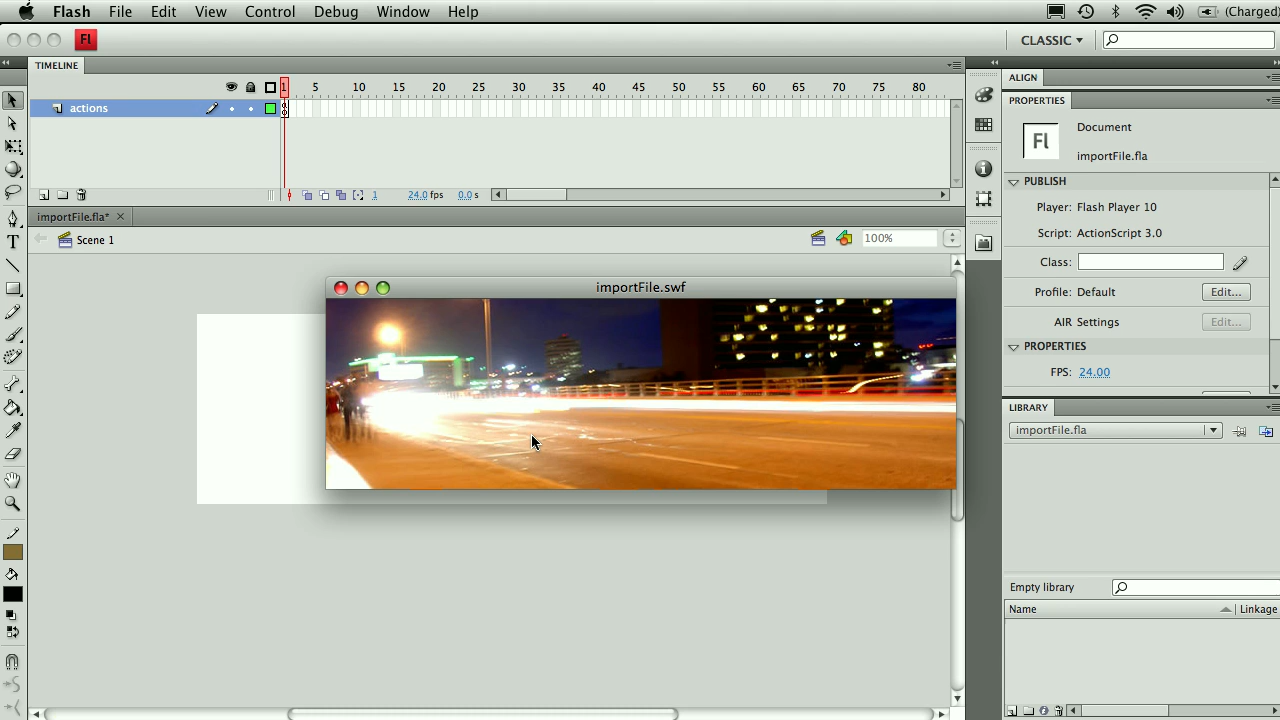 Flash File Edit View Control Debug Window Help (Charged)
Fl CLASSIC
TIMELINE
1 5 10 15 20 25 30 35 40 45 50 55 60 65 70 75 80
actions
1 24.0 fps 0.0 s
importFile.fla*
Scene 1
100%
importFile.swf
ALIGN
PROPERTIES
Fl
Document
importFile.fla
PUBLISH
Player: Flash Player 10
Script: ActionScript 3.0
Class:
Profile: Default Edit...
AIR Settings Edit...
PROPERTIES
FPS: 24.00
LIBRARY
importFile.fla
Empty library
Name Linkage
T